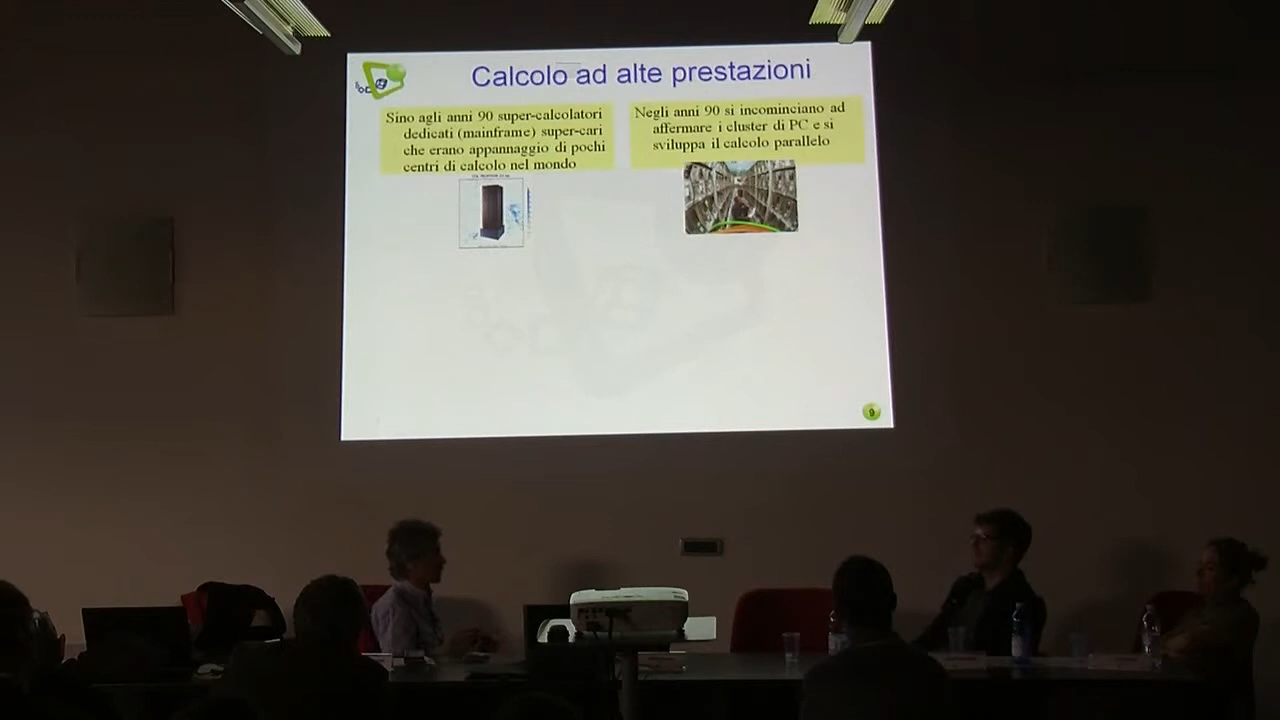 Calcolo ad alte prestazioni
Sino agli anni 90 super-calcolatori
dedicati (mainframe) super-cari
che erano appannaggio di pochi
centri di calcolo nel mondo
Negli anni 90 si incominciano ad
affermare i cluster di PC e si
sviluppa il calcolo parallelo
9